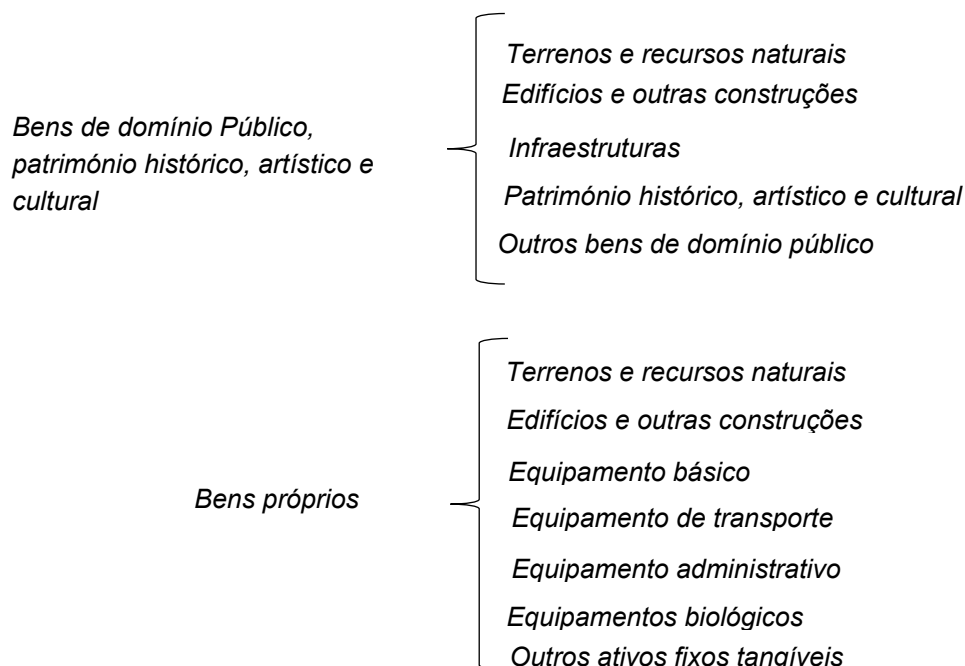 Bens de domínio Público,
património histórico, artístico e
cultural
Terrenos e recursos naturais
Edifícios e outras construções
Infraestruturas
Património histórico, artístico e cultural
Outros bens de domínio público
Bens próprios
Terrenos e recursos naturais
Edifícios e outras construções
Equipamento básico
Equipamento de transporte
Equipamento administrativo
Equipamentos biológicos
Outros ativos fixos tangíveis